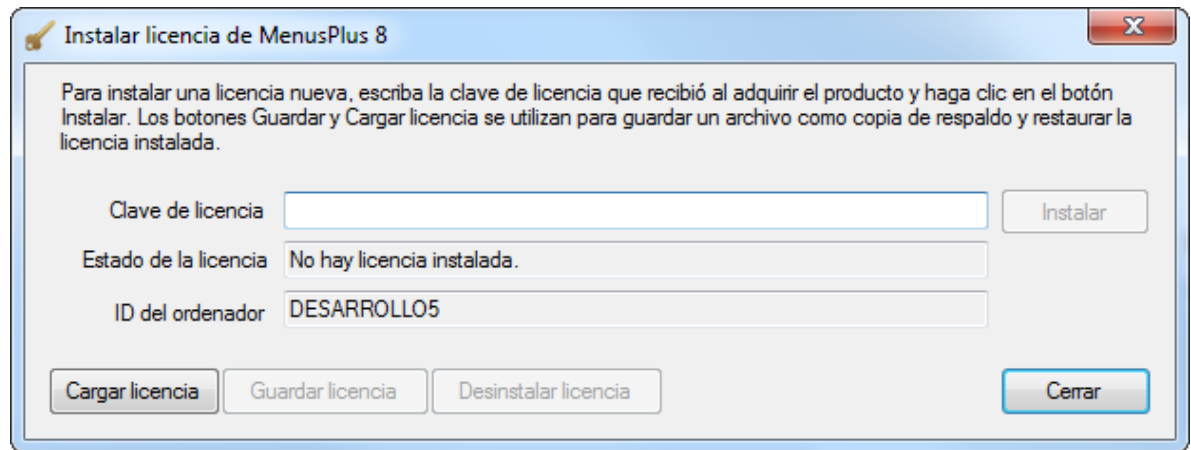 Instalar licencia de MenusPlus 8
Para instalar una licencia nueva, escriba la clave de licencia que recibió al adquirir el producto y haga clic en el botón
Instalar. Los botones Guardar y Cargar licencia se utilizan para guardar un archivo como copia de respaldo y restaurar la
licencia instalada.
Clave de licencia
Instalar
Estado de la licencia No hay licencia instalada.
ID del ordenador DESARROLLO5
Cargar licencia Guardar licencia Desinstalar licencia Cerrar